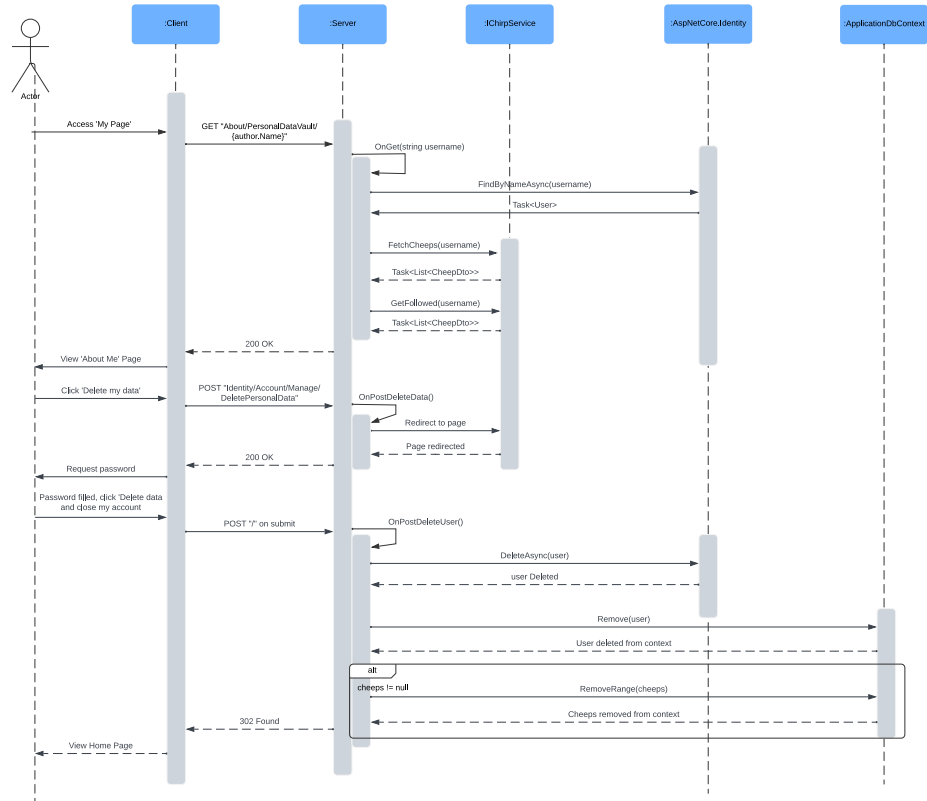 :Client
:Server
:IChirpService
:AspNetCore.Identity
:ApplicationDbContext
Actor
Access 'My Page'
GET "About/PersonalDataVault/
{author.Name}"
OnGet(string username)
FindByNameAsync(username)
Task<User>
FetchCheeps(username)
Task<List<CheepDto>>
GetFollowed(username)
Task<List<CheepDto>>
200 OK
View 'About Me' Page
Click 'Delete my data'
POST "Identity/Account/Manage/
DeletePersonalData"
OnPostDeleteData()
Redirect to page
Page redirected
200 OK
Request password
Password filled, click 'Delete data
and close my account
POST "/" on submit
OnPostDeleteUser()
DeleteAsync(user)
user Deleted
Remove(user)
User deleted from context
alt
cheeps != null
RemoveRange(cheeps)
Cheeps removed from context
302 Found
View Home Page